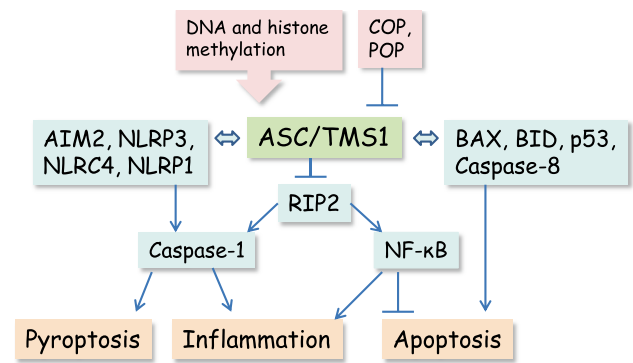 DNA and histone
methylation
COP,
POP
AIM2, NLRP3,
NLRC4, NLRP1
ASC/TMS1
BAX, BID, p53,
Caspase-8
RIP2
Caspase-1
NF-κB
Pyroptosis
Inflammation
Apoptosis